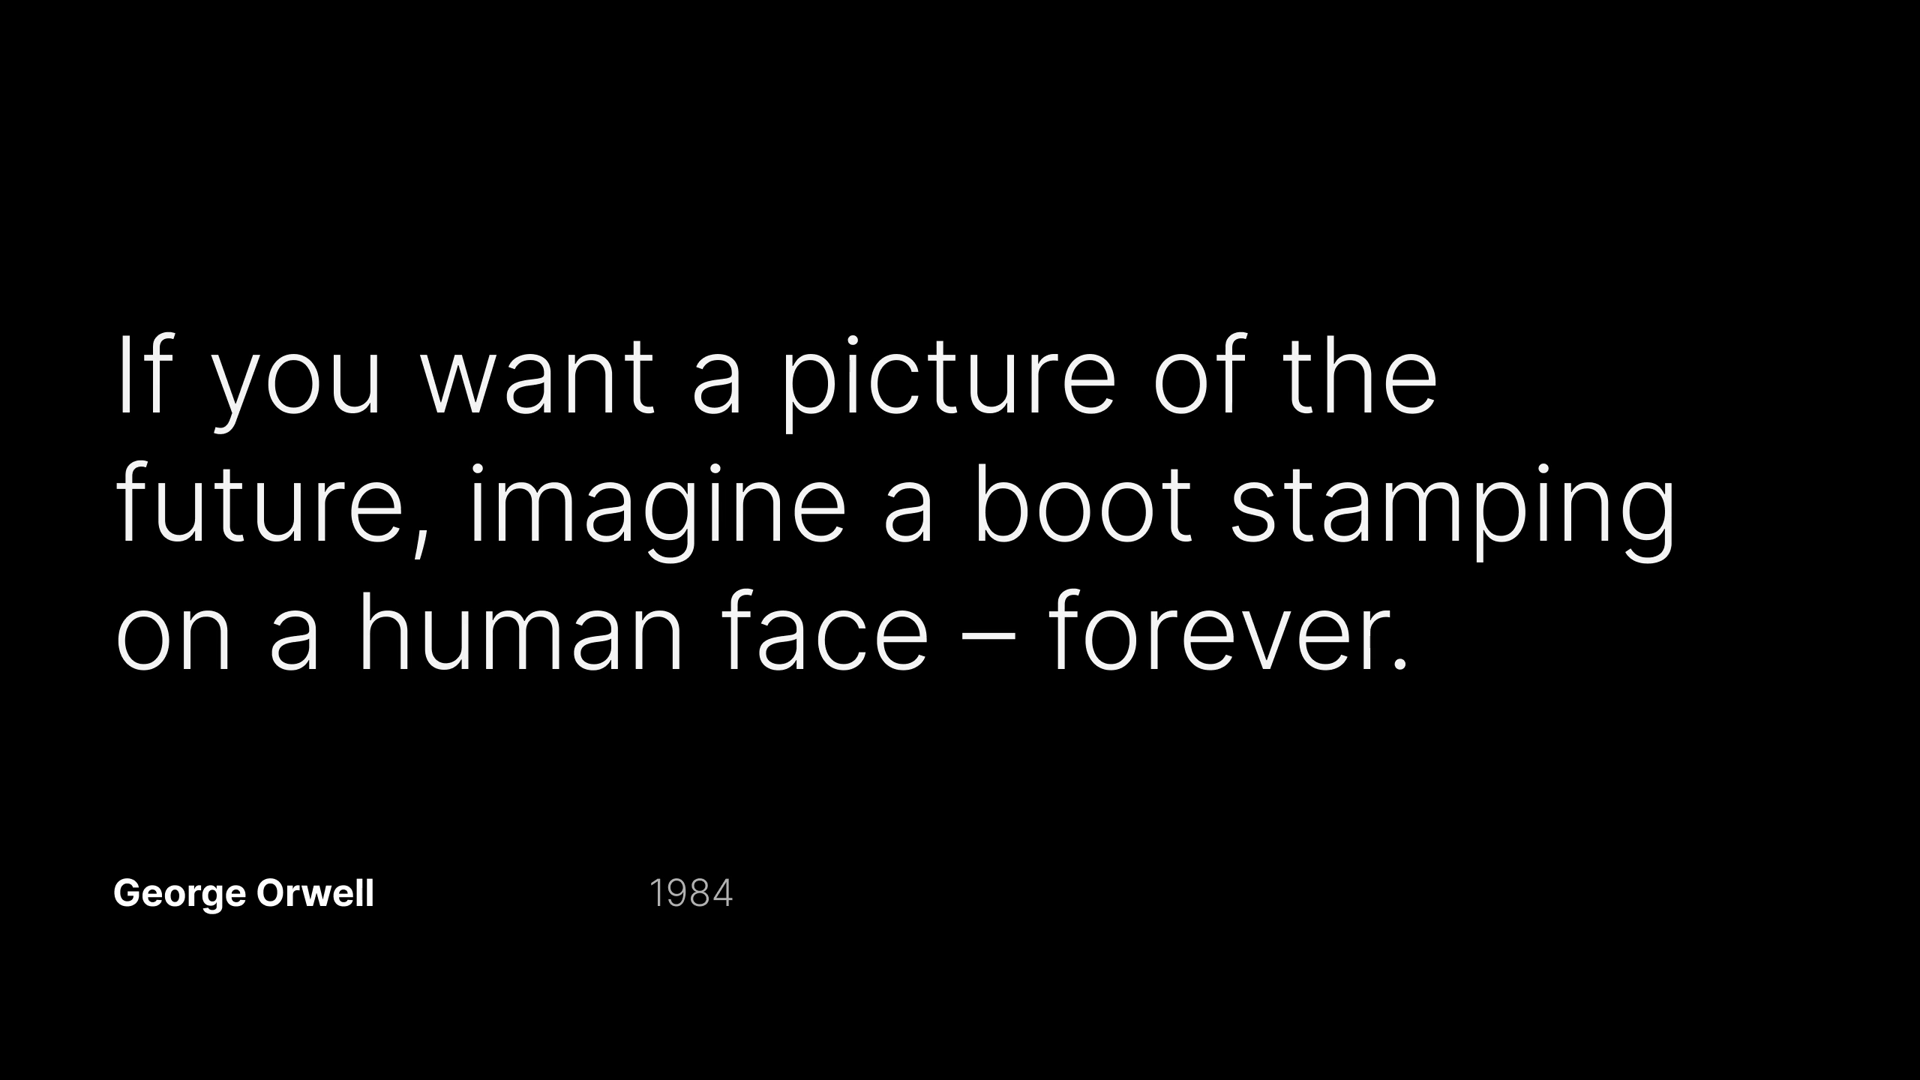 If you want a picture of the
future, imagine a boot stamping
on a human face – forever.
George Orwell
1984